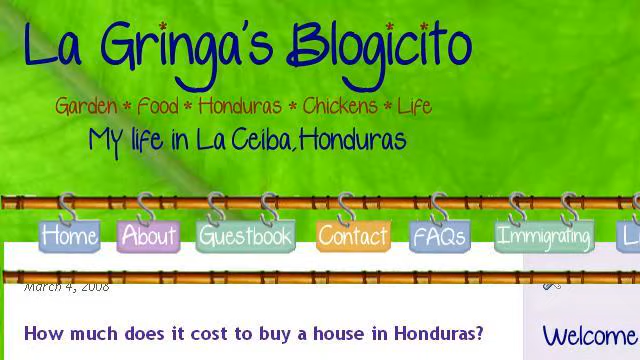 La Gringa's Blogicito
Garden * Food * Honduras * Chickens * Life
My life in La Ceiba, Honduras
Home About Guestbook Contact FAQs Immigrating
March 4, 2008
How much does it cost to buy a house in Honduras?
Welcome